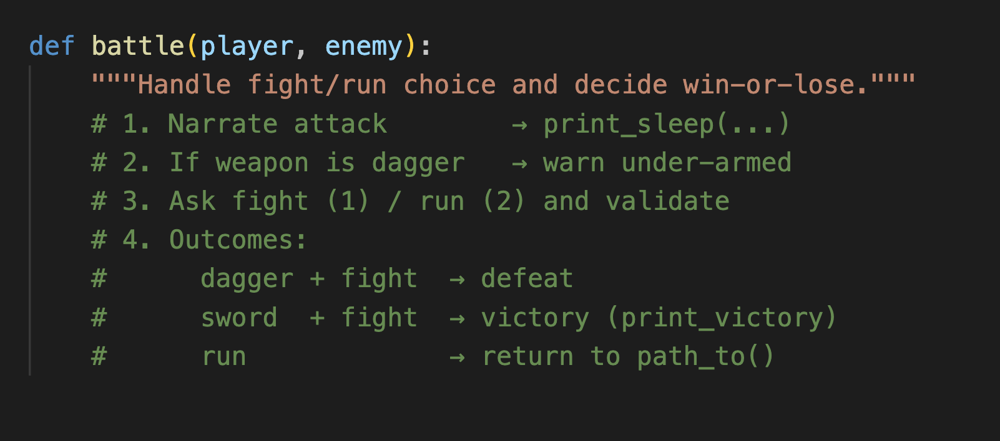 def battle(player, enemy):
    """Handle fight/run choice and decide win-or-lose."""
    # 1. Narrate attack        → print_sleep(...)
    # 2. If weapon is dagger   → warn under-armed
    # 3. Ask fight (1) / run (2) and validate
    # 4. Outcomes:
    #      dagger + fight  → defeat
    #      sword  + fight  → victory (print_victory)
    #      run             → return to path_to()